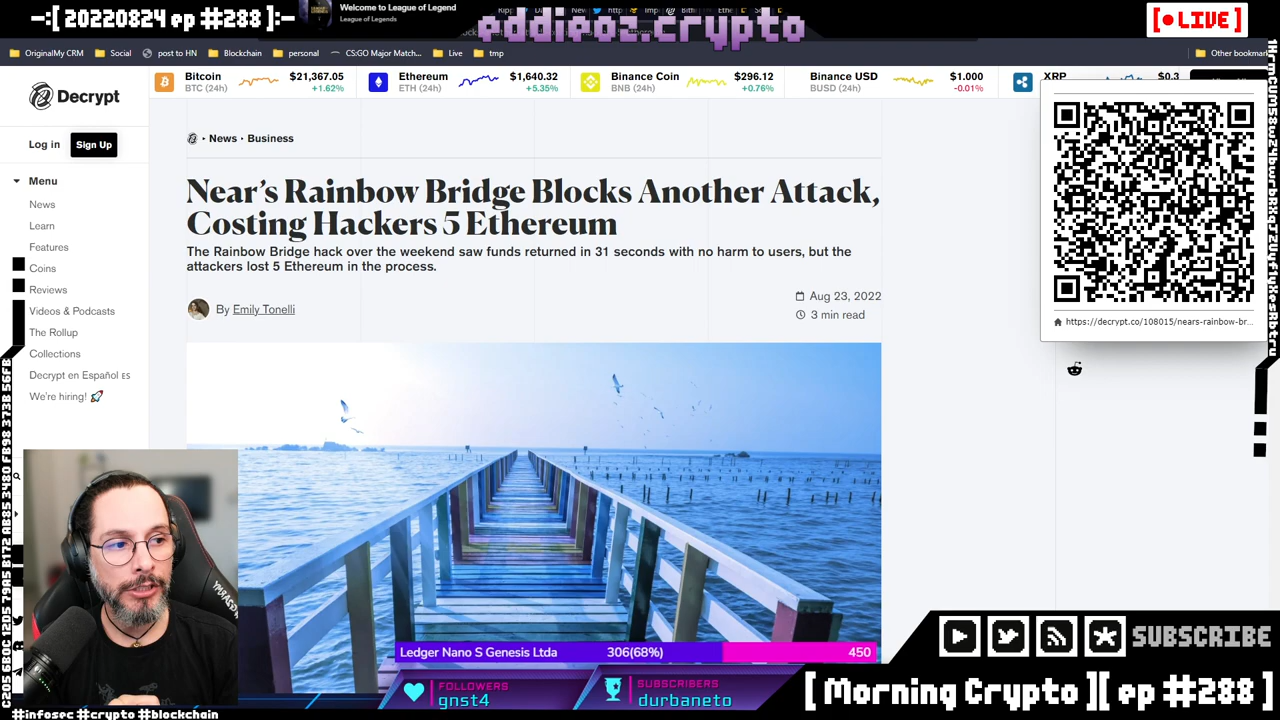 -:[ 20220824 ep #288 ]:-
Welcome to League of Legend
League of Legends
eddieoz.crypto
[ • LIVE ]
OriginalMy CRM
Social
post to HN
Blockchain
personal
CS:GO Major Match...
Live
tmp
Other bookmar
Decrypt
Bitcoin
BTC (24h)
$21,367.05
+1.62%
Ethereum
ETH (24h)
$1,640.32
+5.35%
Binance Coin
BNB (24h)
$296.12
+0.76%
Binance USD
BUSD (24h)
$1.000
-0.01%
XRP
$0.3
Log in
Sign Up
Menu
News
Learn
Features
Coins
Reviews
Videos & Podcasts
The Rollup
Collections
Decrypt en Español ES
We're hiring! 🚀
• News • Business
Near's Rainbow Bridge Blocks Another Attack,
Costing Hackers 5 Ethereum
The Rainbow Bridge hack over the weekend saw funds returned in 31 seconds with no harm to users, but the
attackers lost 5 Ethereum in the process.
By Emily Tonelli
Aug 23, 2022
3 min read
https://decrypt.co/108015/nears-rainbow-br...
Ledger Nano S Genesis Ltda 306(68%) 450
FOLLOWERS
gnst4
SUBSCRIBERS
durbaneto
SUBSCRIBE
[ Morning Crypto ][ ep #288 ]
#infosec #crypto #blockchain